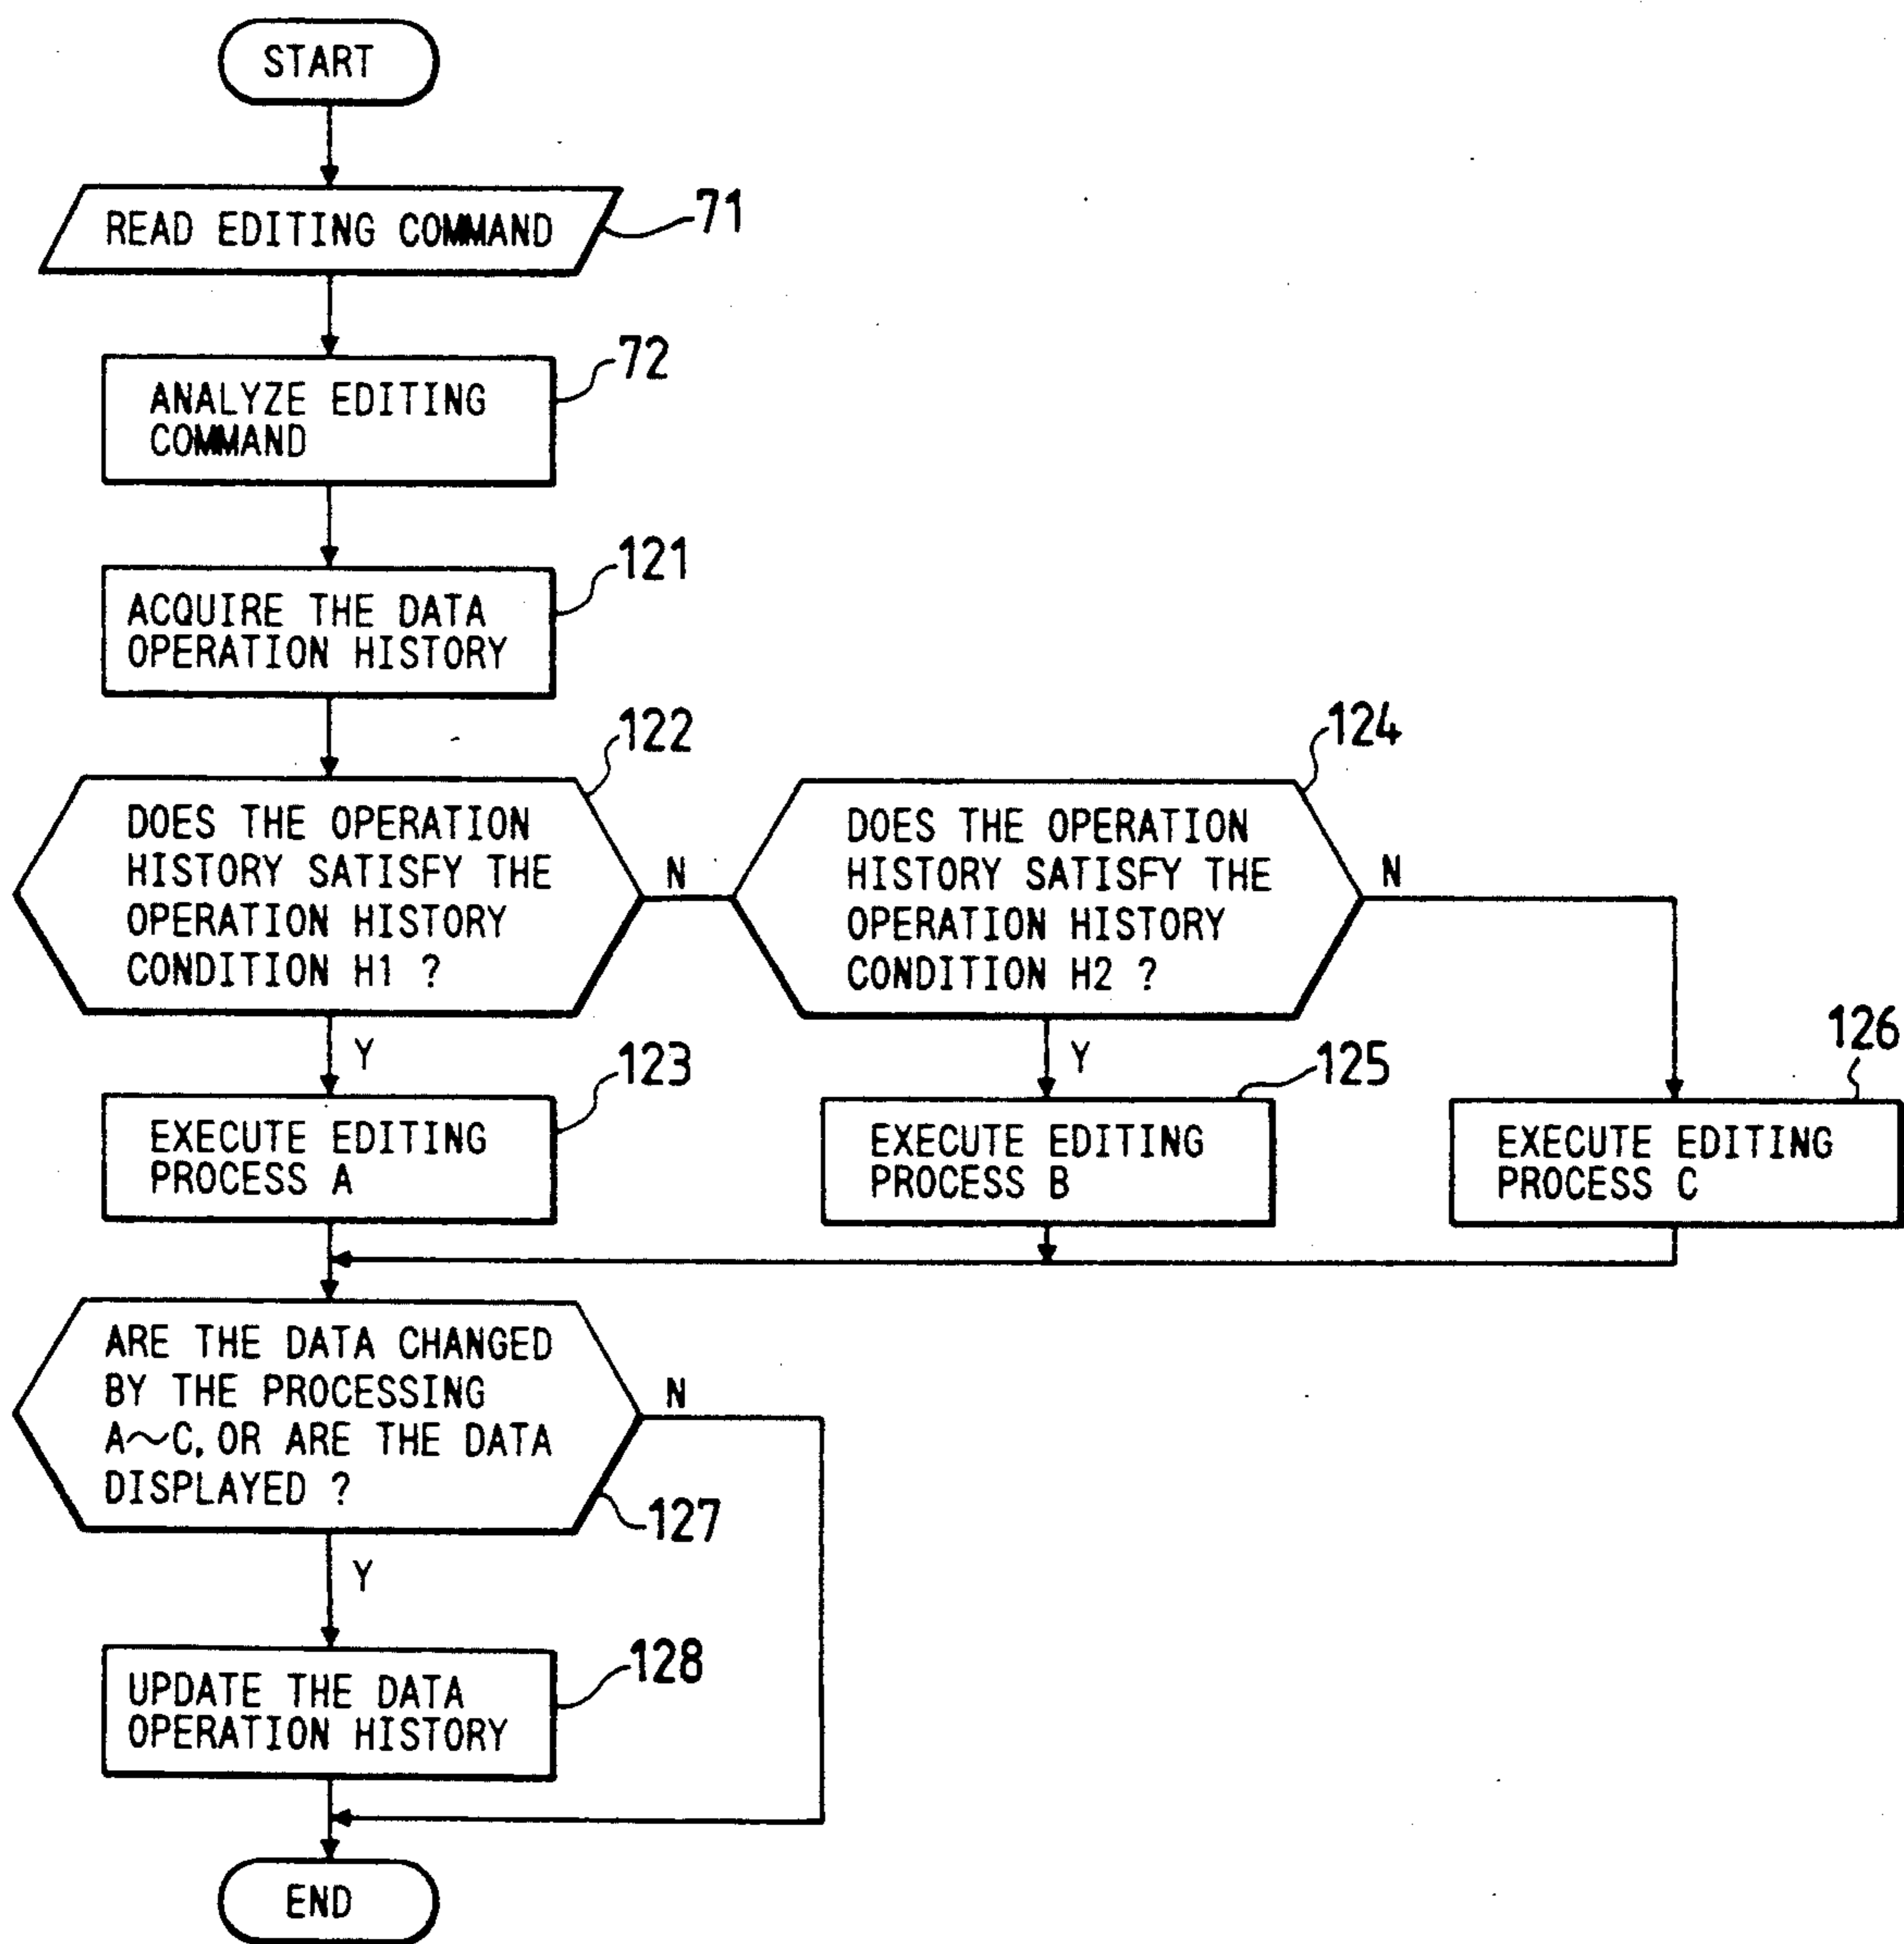 START
READ EDITING COMMAND
71
ANALYZE EDITING
COMMAND
72
ACQUIRE THE DATA
OPERATION HISTORY
121
DOES THE OPERATION
HISTORY SATISFY THE
OPERATION HISTORY
CONDITION H1 ?
122
N
Y
DOES THE OPERATION
HISTORY SATISFY THE
OPERATION HISTORY
CONDITION H2 ?
124
N
Y
EXECUTE EDITING
PROCESS A
123
EXECUTE EDITING
PROCESS B
125
EXECUTE EDITING
PROCESS C
126
ARE THE DATA CHANGED
BY THE PROCESSING
A~C, OR ARE THE DATA
DISPLAYED ?
127
N
Y
UPDATE THE DATA
OPERATION HISTORY
128
END